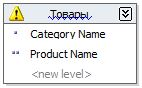 Товары
Category Name
Product Name
<new level>